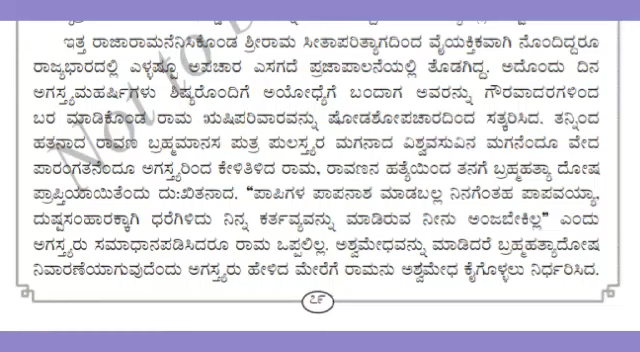 ಇತ್ತ ರಾಜಾರಾಮನೆನಿಸಿಕೊಂಡ ಶ್ರೀರಾಮ ಸೀತಾಪರಿತ್ಯಾಗದಿಂದ ವೈಯಕ್ತಿಕವಾಗಿ ನೊಂದಿದ್ದರೂ
ರಾಜ್ಯಭಾರದಲ್ಲಿ ಎಳ್ಳಷ್ಟೂ ಅಪಚಾರ ಎಸಗದೆ ಪ್ರಜಾಪಾಲನೆಯಲ್ಲಿ ತೊಡಗಿದ್ದ. ಅದೊಂದು ದಿನ
ಅಗಸ್ತ್ಯಮಹರ್ಷಿಗಳು ಶಿಷ್ಯರೊಂದಿಗೆ ಅಯೋಧ್ಯೆಗೆ ಬಂದಾಗ ಅವರನ್ನು ಗೌರವಾದರಗಳಿಂದ
ಬರ ಮಾಡಿಕೊಂಡ ರಾಮ ಋಷಿಪರಿವಾರವನ್ನು ಷೋಡಶೋಪಚಾರದಿಂದ ಸತ್ಕರಿಸಿದ. ತನ್ನಿಂದ
ಹತನಾದ ರಾವಣ ಬ್ರಹ್ಮಮಾನಸ ಪುತ್ರ ಪುಲಸ್ತ್ಯರ ಮಗನಾದ ವಿಶ್ವವಸುವಿನ ಮಗನೆಂದೂ ವೇದ
ಪಾರಂಗತನೆಂದೂ ಅಗಸ್ತ್ಯರಿಂದ ಕೇಳಿತಿಳಿದ ರಾಮ, ರಾವಣನ ಹತ್ಯೆಯಿಂದ ತನಗೆ ಬ್ರಹ್ಮಹತ್ಯಾ ದೋಷ
ಪ್ರಾಪ್ತಿಯಾಯಿತೆಂದು ದು:ಖಿತನಾದ. “ಪಾಪಿಗಳ ಪಾಪನಾಶ ಮಾಡಬಲ್ಲ ನಿನಗೆಂತಹ ಪಾಪವಯ್ಯಾ,
ದುಷ್ಟಸಂಹಾರಕ್ಕಾಗಿ ಧರೆಗಿಳಿದು ನಿನ್ನ ಕರ್ತವ್ಯವನ್ನು ಮಾಡಿರುವ ನೀನು ಅಂಜಬೇಕಿಲ್ಲ” ಎಂದು
ಅಗಸ್ತ್ಯರು ಸಮಾಧಾನಪಡಿಸಿದರೂ ರಾಮ ಒಪ್ಪಲಿಲ್ಲ. ಅಶ್ವಮೇಧವನ್ನು ಮಾಡಿದರೆ ಬ್ರಹ್ಮಹತ್ಯಾದೋಷ
ನಿವಾರಣೆಯಾಗುವುದೆಂದು ಅಗಸ್ತ್ಯರು ಹೇಳಿದ ಮೇರೆಗೆ ರಾಮನು ಅಶ್ವಮೇಧ ಕೈಗೊಳ್ಳಲು ನಿರ್ಧರಿಸಿದ.
೭೯